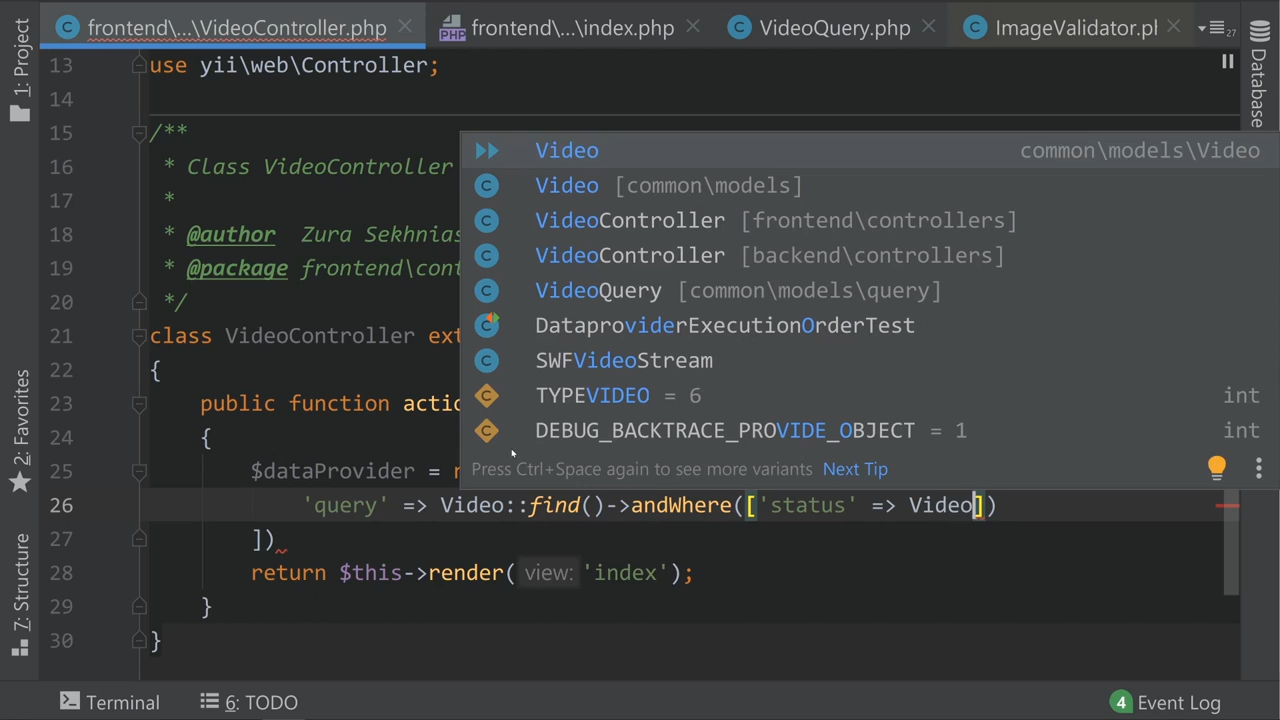 frontend\...\VideoController.php
frontend\...\index.php
VideoQuery.php
ImageValidator.pl
27
1: Project
2: Favorites
7: Structure
Database
13 use yii\web\Controller;
14
15 /**
16 * Class VideoController
17 *
18 * @author Zura Sekhnias
19 * @package frontend\cont
20 */
21 class VideoController ext
22 {
23 public function actio
24 {
25 $dataProvider = n
26 'query' => Video::find()->andWhere(['status' => Video])
27 ])
28 return $this->render( view: 'index');
29 }
30 }
Video common\models\Video
Video [common\models]
VideoController [frontend\controllers]
VideoController [backend\controllers]
VideoQuery [common\models\query]
DataproviderExecutionOrderTest
SWFVideoStream
TYPEVIDEO = 6 int
DEBUG_BACKTRACE_PROVIDE_OBJECT = 1 int
Press Ctrl+Space again to see more variants Next Tip
Terminal
6: TODO
4 Event Log